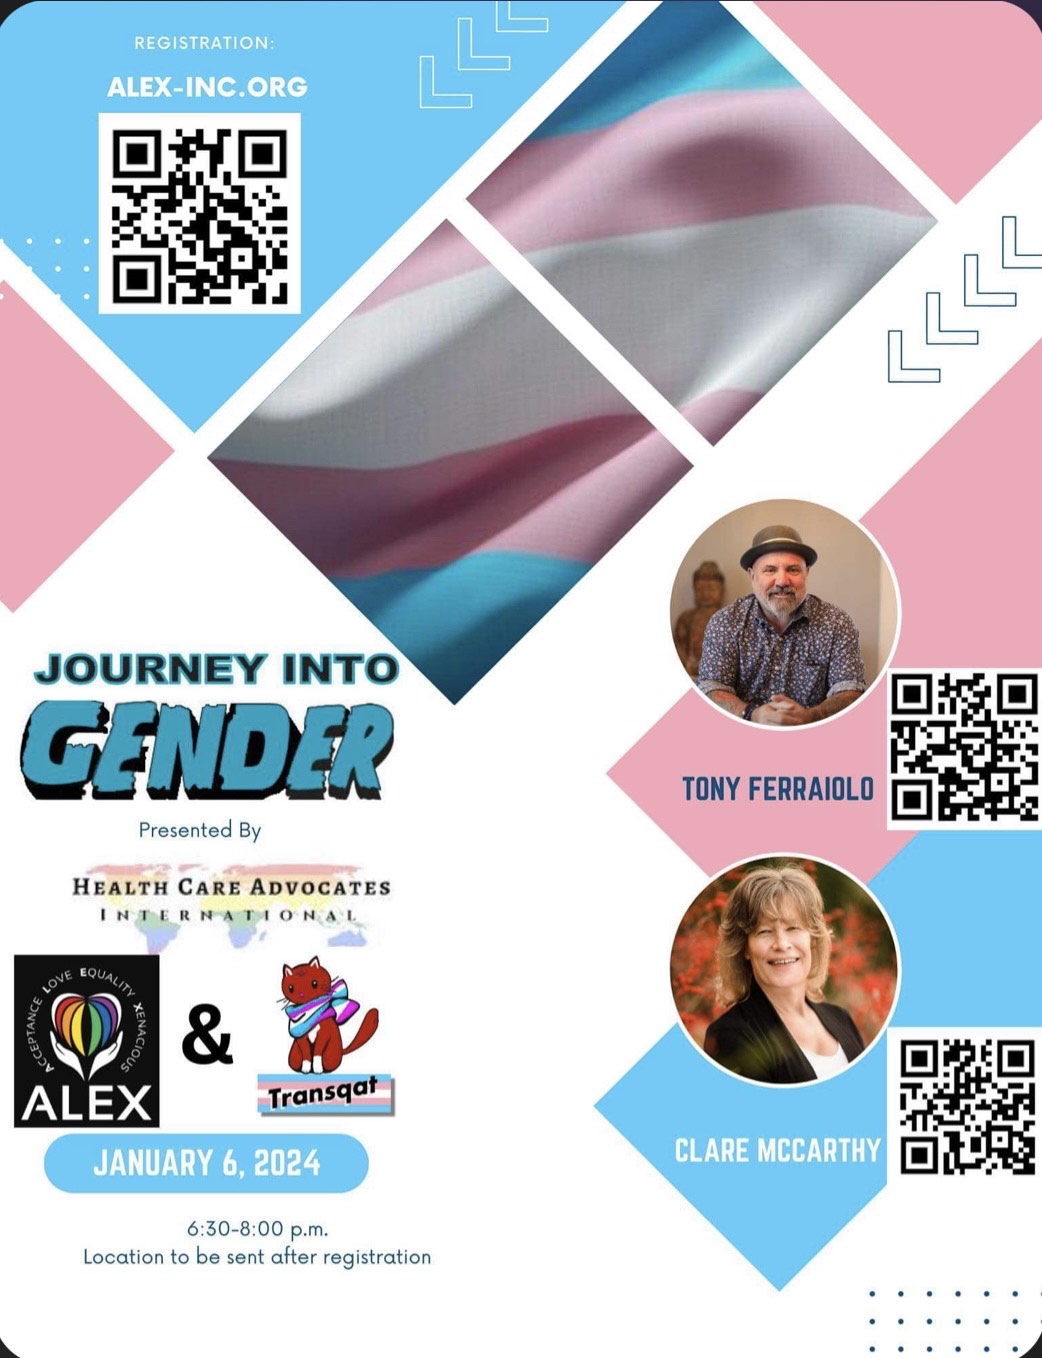 REGISTRATION:
ALEX-INC.ORG
JOURNEY INTO
GENDER
Presented By
HEALTH CARE ADVOCATES
INTERNATIONAL
ACCEPTANCE LOVE EQUALITY XENACIOUS
ALEX
&
Transqat
JANUARY 6, 2024
6:30-8:00 p.m.
Location to be sent after registration
TONY FERRAIOLO
CLARE MCCARTHY